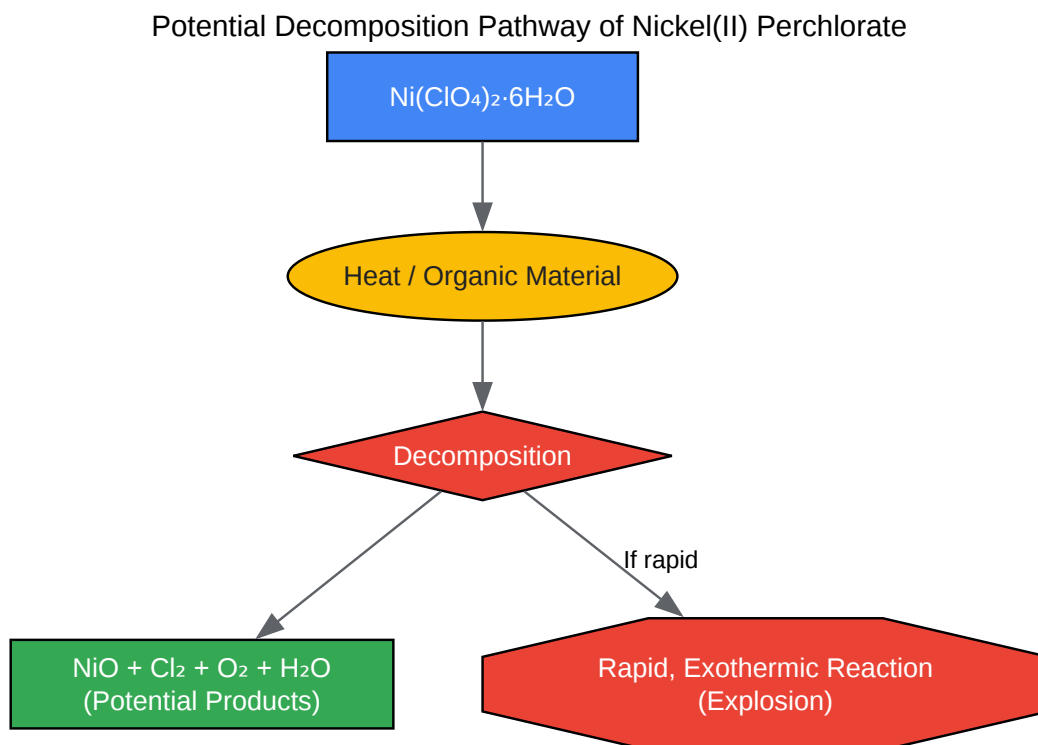 Potential Decomposition Pathway of Nickel(II) Perchlorate
Ni(ClO₄)₂·6H₂O
Heat / Organic Material
Decomposition
If rapid
NiO + Cl₂ + O₂ + H₂O
(Potential Products)
Rapid, Exothermic Reaction
(Explosion)